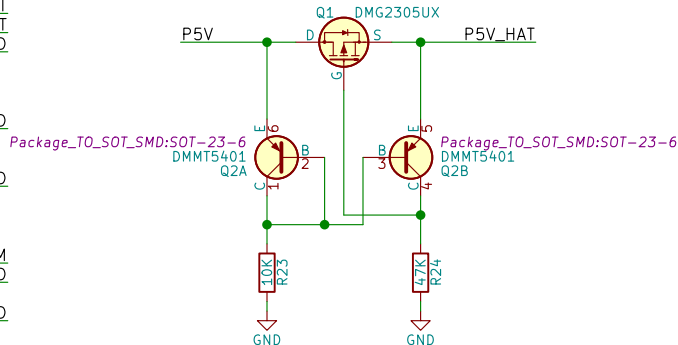 Q1 DMG2305UX
P5V D S P5V_HAT
G
T
T
D
D
D
M
D
D
E 6 E 5
Package_TO_SOT_SMD:SOT-23-6 Package_TO_SOT_SMD:SOT-23-6
DMMT5401 B B DMMT5401
Q2A 2 3 Q2B
C 1 C 4
10K R23 47K R24
GND GND